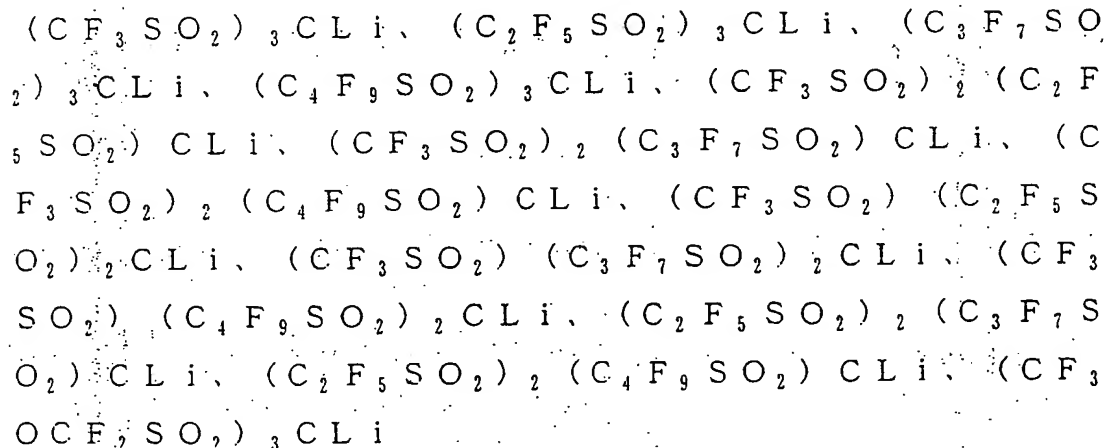 (CF₃SO₂)₃CLi、(C₂F₅SO₂)₃CLi、(C₃F₇SO
₂)₃CLi、(C₄F₉SO₂)₃CLi、(CF₃SO₂)₂(C₂F
₅SO₂)CLi、(CF₃SO₂)₂(C₃F₇SO₂)CLi、(C
F₃SO₂)₂(C₄F₉SO₂)CLi、(CF₃SO₂)(C₂F₅S
O₂)₂CLi、(CF₃SO₂)(C₃F₇SO₂)₂CLi、(CF₃
SO₂)(C₄F₉SO₂)₂CLi、(C₂F₅SO₂)₂(C₃F₇S
O₂)CLi、(C₂F₅SO₂)₂(C₄F₉SO₂)CLi、(CF₃
OCF₂SO₂)₃CLi